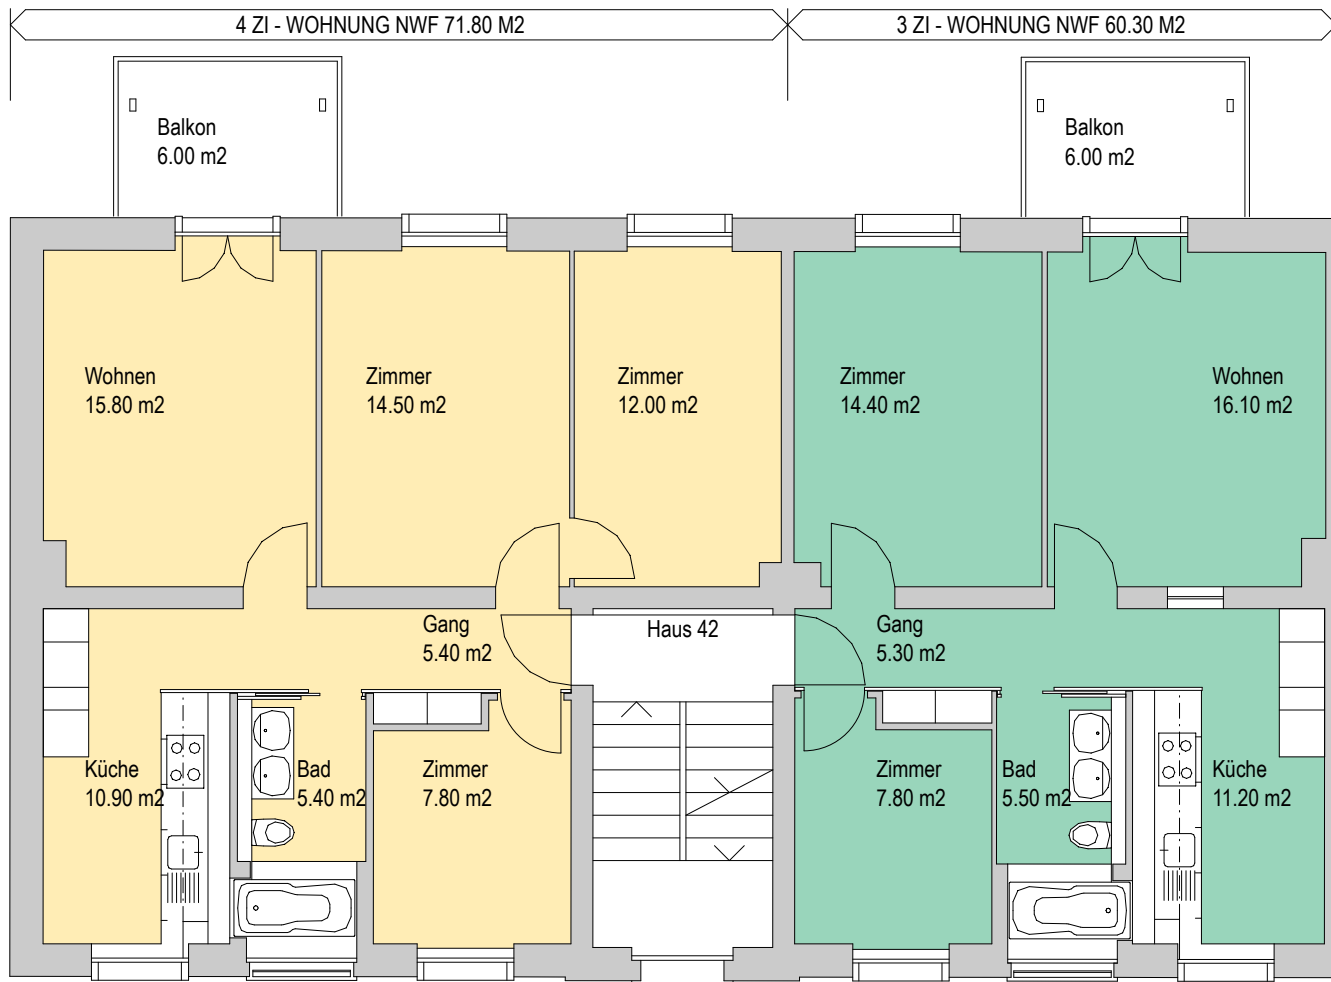 4 ZI - WOHNUNG NWF 71.80 M2
3 ZI - WOHNUNG NWF 60.30 M2
Balkon
6.00 m2
Balkon
6.00 m2
Wohnen
15.80 m2
Zimmer
14.50 m2
Zimmer
12.00 m2
Zimmer
14.40 m2
Wohnen
16.10 m2
Gang
5.40 m2
Haus 42
Gang
5.30 m2
Küche
10.90 m2
Bad
5.40 m2
Zimmer
7.80 m2
Zimmer
7.80 m2
Bad
5.50 m2
Küche
11.20 m2